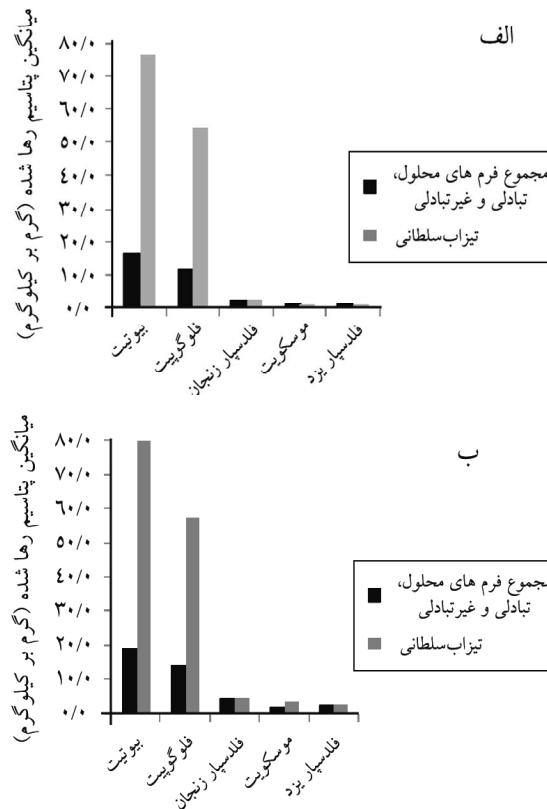 الف
میانگین پتاسیم رها شده (گرم بر کیلوگرم)
۸۰/۰
۷۰/۰
۶۰/۰
۵۰/۰
۴۰/۰
۳۰/۰
۲۰/۰
۱۰/۰
۰/۰
مجموع فرم های محلول،
تبادلی و غیرتبادلی
تیزاب‌سلطانی
بیوتیت
فلوگوپیت
فلدسپار زنجان
موسکویت
فلدسپار یزد
ب
میانگین پتاسیم رها شده (گرم بر کیلوگرم)
۸۰/۰
۷۰/۰
۶۰/۰
۵۰/۰
۴۰/۰
۳۰/۰
۲۰/۰
۱۰/۰
۰/۰
مجموع فرم های محلول،
تبادلی و غیرتبادلی
تیزاب‌سلطانی
بیوتیت
فلوگوپیت
فلدسپار زنجان
موسکویت
فلدسپار یزد